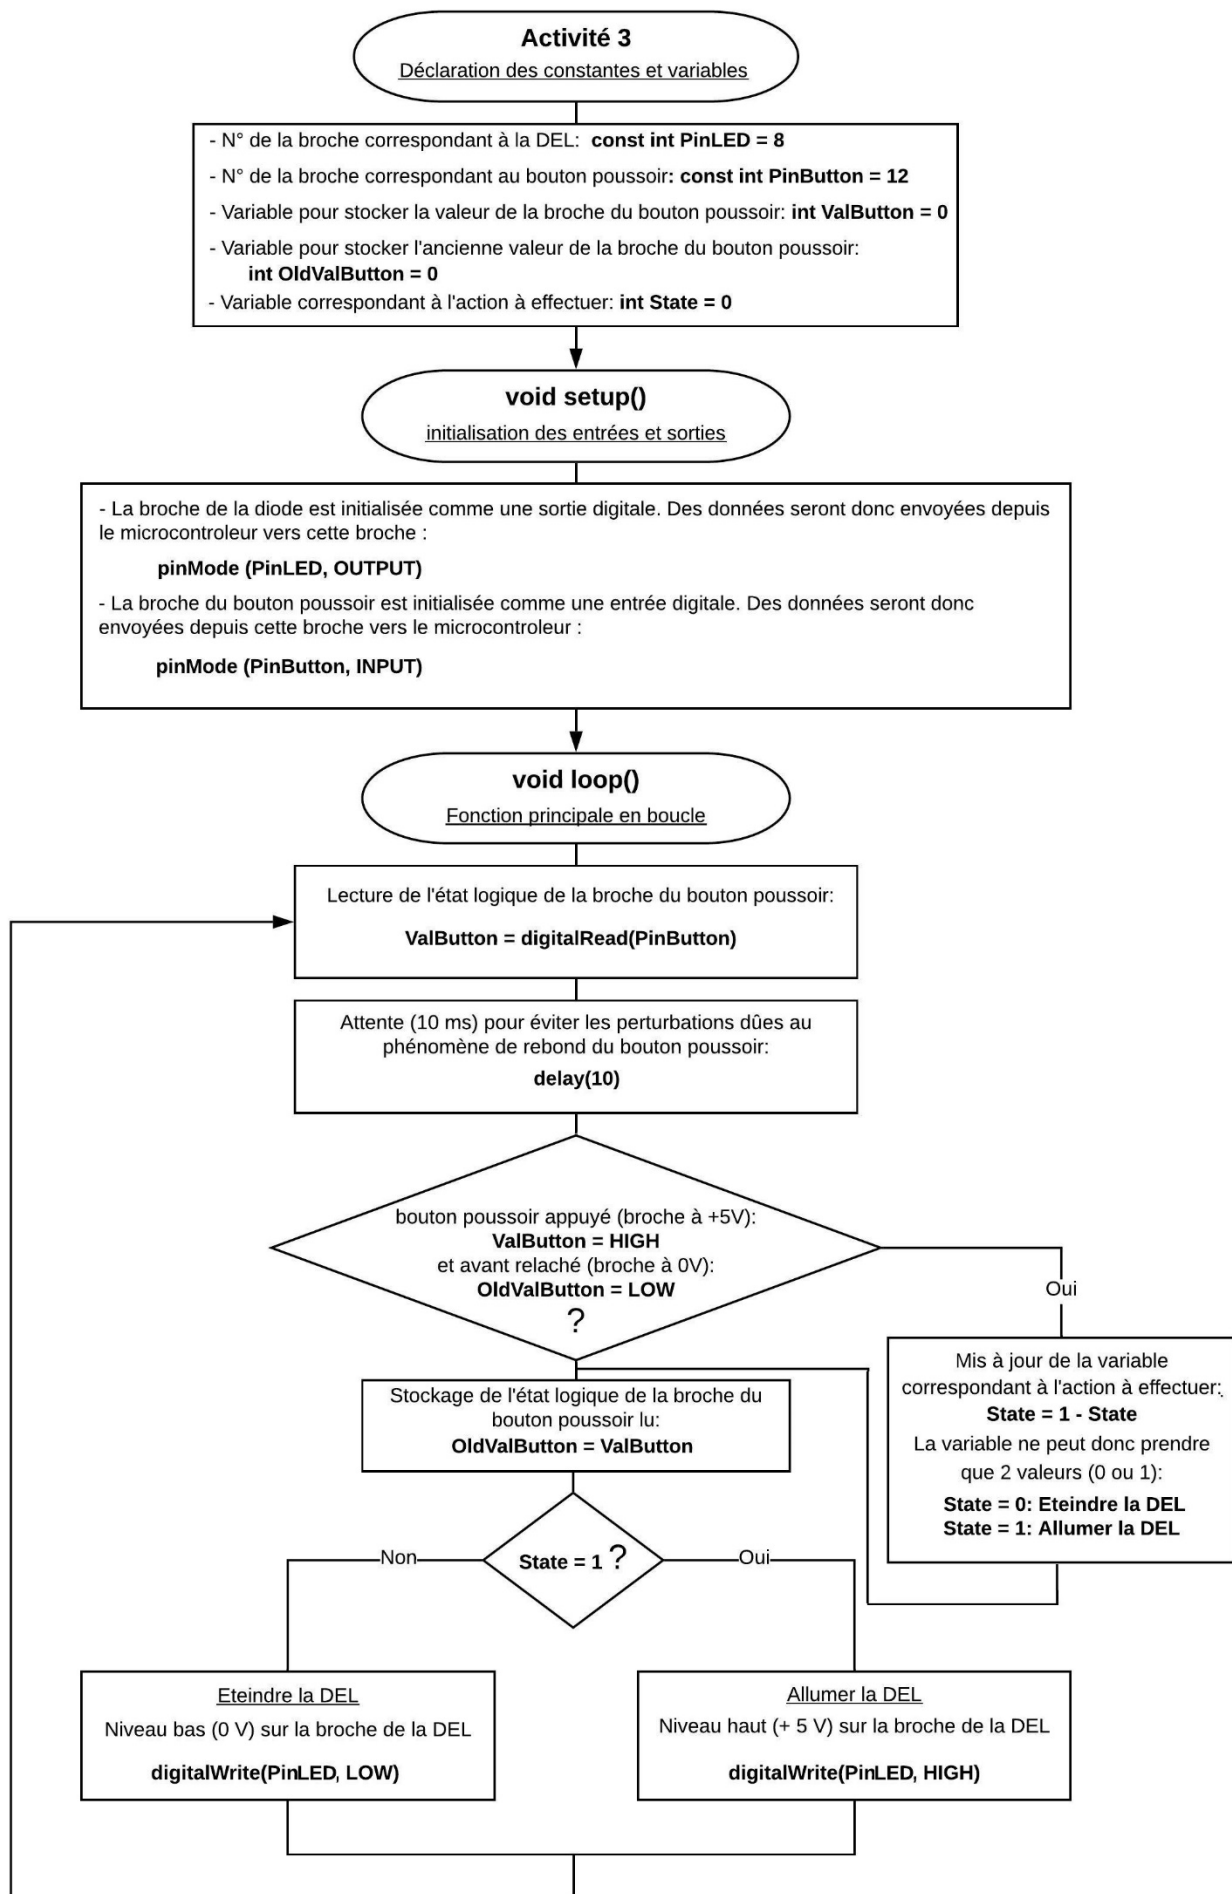 Activité 3
Déclaration des constantes et variables
- N° de la broche correspondant à la DEL: const int PinLED = 8
- N° de la broche correspondant au bouton poussoir: const int PinButton = 12
- Variable pour stocker la valeur de la broche du bouton poussoir: int ValButton = 0
- Variable pour stocker l'ancienne valeur de la broche du bouton poussoir:
int OldValButton = 0
- Variable correspondant à l'action à effectuer: int State = 0
void setup()
initialisation des entrées et sorties
- La broche de la diode est initialisée comme une sortie digitale. Des données seront donc envoyées depuis
le microcontroleur vers cette broche :
pinMode (PinLED, OUTPUT)
- La broche du bouton poussoir est initialisée comme une entrée digitale. Des données seront donc
envoyées depuis cette broche vers le microcontroleur :
pinMode (PinButton, INPUT)
void loop()
Fonction principale en boucle
Lecture de l'état logique de la broche du bouton poussoir:
ValButton = digitalRead(PinButton)
Attente (10 ms) pour éviter les perturbations dûes au
phénomène de rebond du bouton poussoir:
delay(10)
bouton poussoir appuyé (broche à +5V):
ValButton = HIGH
et avant relaché (broche à 0V):
OldValButton = LOW
?
Oui
Mis à jour de la variable
correspondant à l'action à effectuer:
State = 1 - State
La variable ne peut donc prendre
que 2 valeurs (0 ou 1):
State = 0: Eteindre la DEL
State = 1: Allumer la DEL
Stockage de l'état logique de la broche du
bouton poussoir lu:
OldValButton = ValButton
Non
State = 1 ?
Oui
Eteindre la DEL
Niveau bas (0 V) sur la broche de la DEL
digitalWrite(PinLED, LOW)
Allumer la DEL
Niveau haut (+ 5 V) sur la broche de la DEL
digitalWrite(PinLED, HIGH)